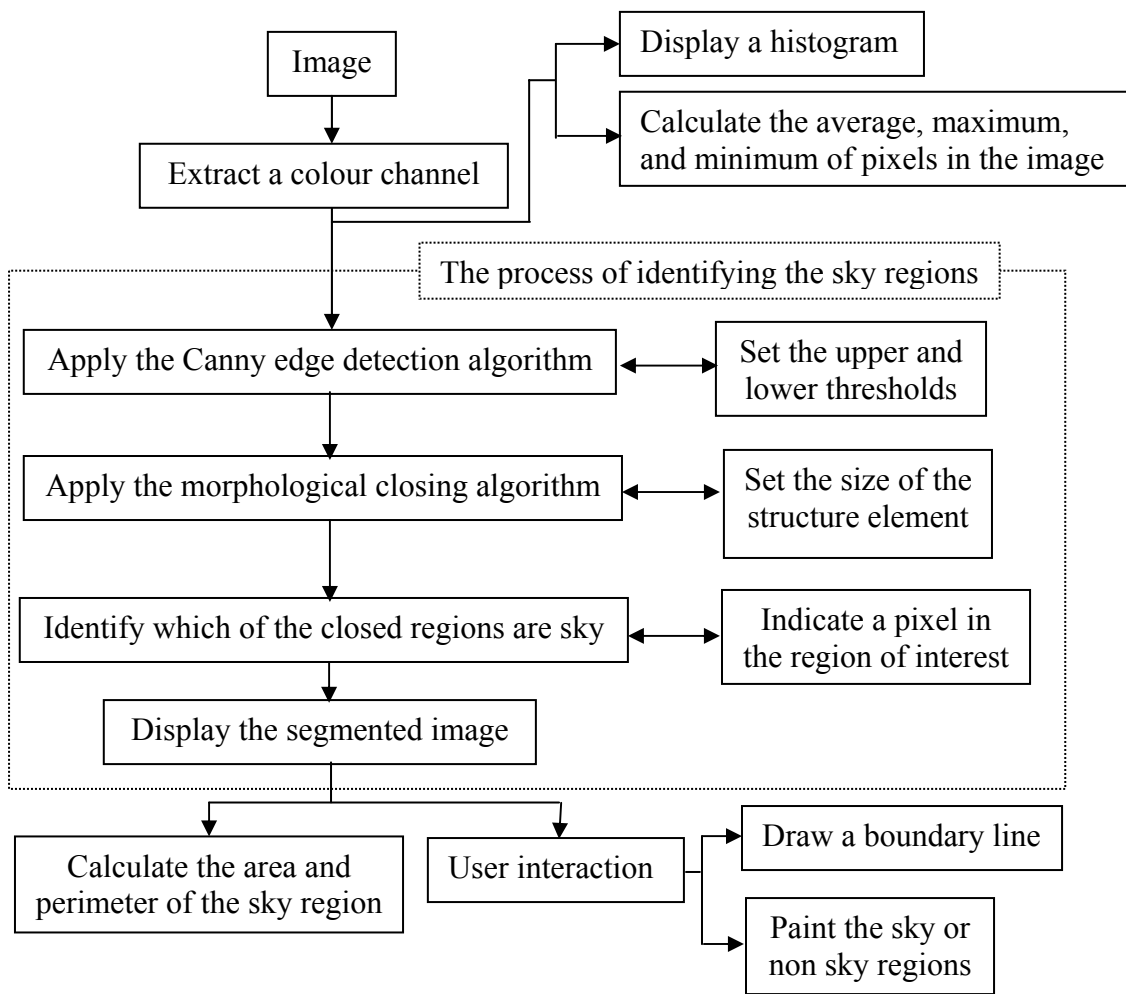 Image
Display a histogram
Calculate the average, maximum,
and minimum of pixels in the image
Extract a colour channel
The process of identifying the sky regions
Apply the Canny edge detection algorithm
Set the upper and
lower thresholds
Apply the morphological closing algorithm
Set the size of the
structure element
Identify which of the closed regions are sky
Indicate a pixel in
the region of interest
Display the segmented image
Calculate the area and
perimeter of the sky region
User interaction
Draw a boundary line
Paint the sky or
non sky regions